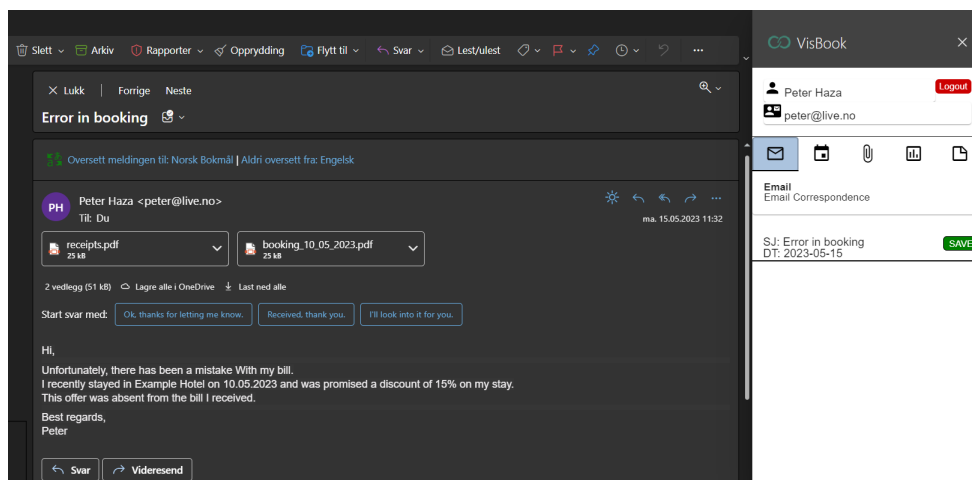 Slett Arkiv Rapporter Opprydding Flytt til Svar Lest/ulest ...
Lukk | Forrige Neste
Error in booking
Oversett meldingen til: Norsk Bokmål | Aldri oversett fra: Engelsk
PH
Peter Haza <peter@live.no>
Til: Du
ma. 15.05.2023 11:32
receipts.pdf
25 kB
booking_10_05_2023.pdf
25 kB
2 vedlegg (51 kB) Lagre alle i OneDrive Last ned alle
Start svar med: Ok, thanks for letting me know. Received, thank you. I'll look into it for you.
Hi,
Unfortunately, there has been a mistake With my bill.
I recently stayed in Example Hotel on 10.05.2023 and was promised a discount of 15% on my stay.
This offer was absent from the bill I received.
Best regards,
Peter
Svar Videresend
VisBook
Peter Haza Logout
peter@live.no
Email
Email Correspondence
SJ: Error in booking SAVE
DT: 2023-05-15